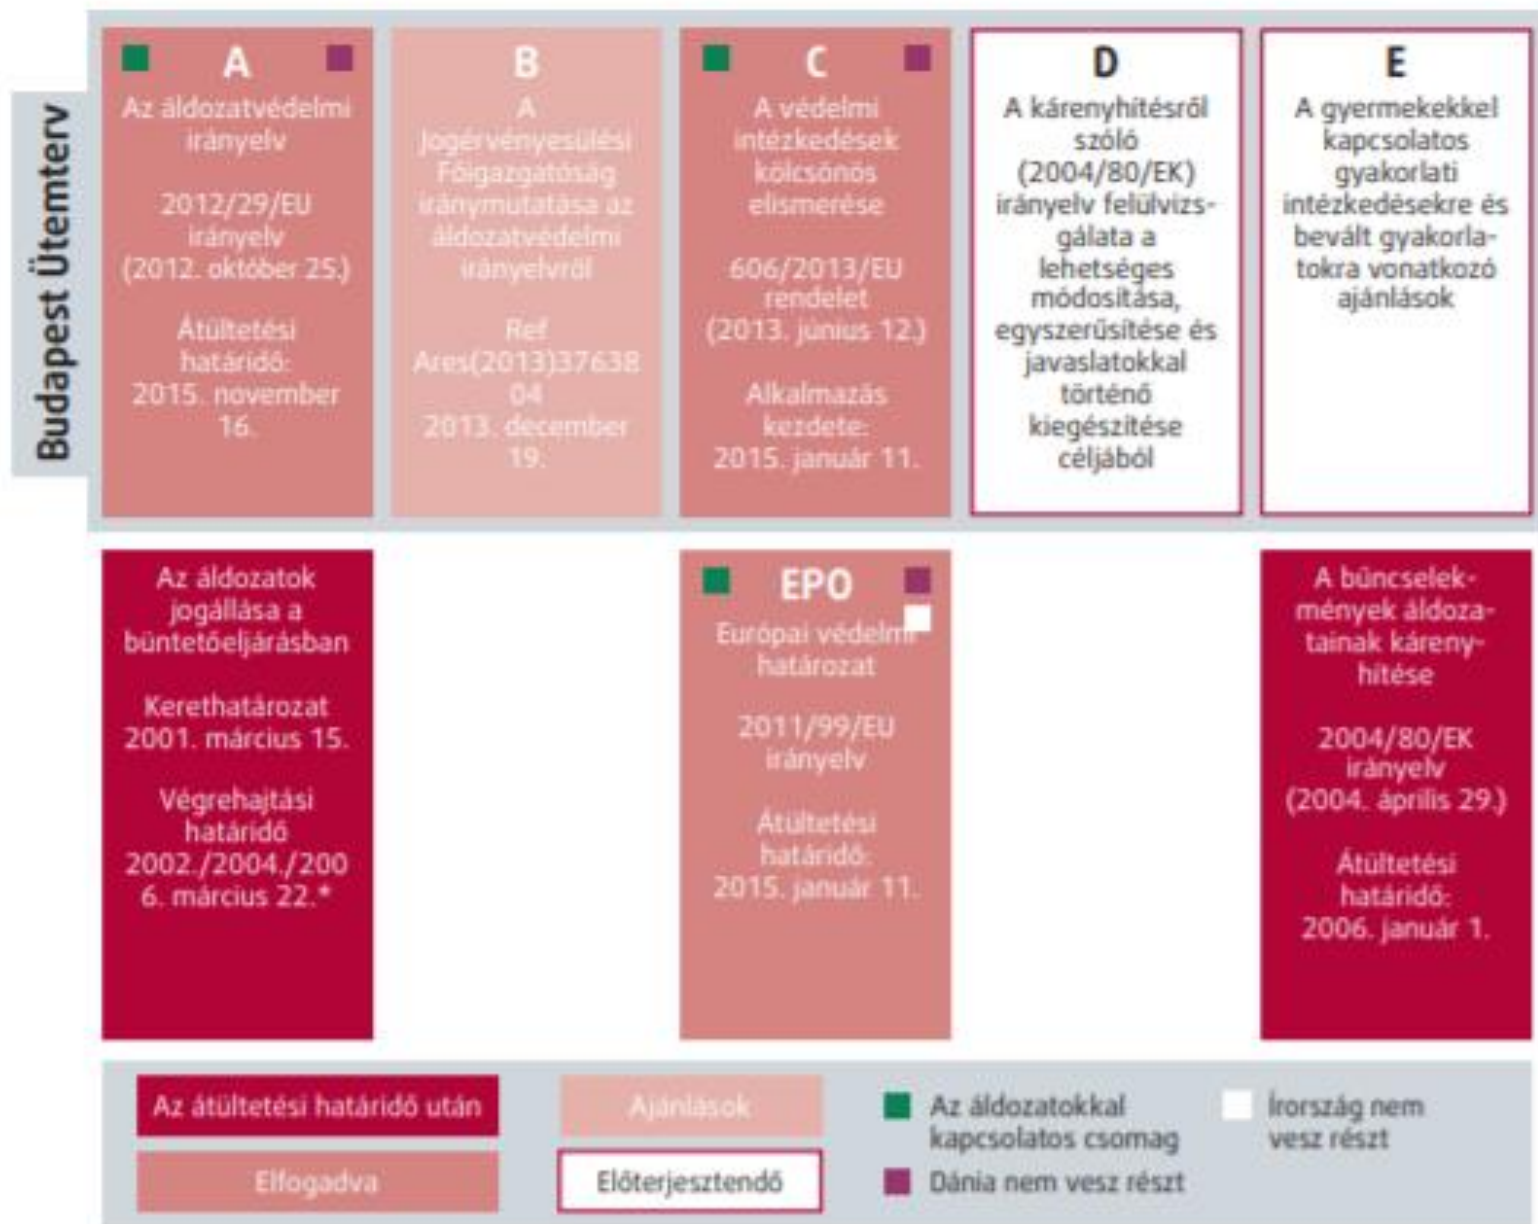 Budapest Ütemterv
A
Az áldozatvédelmi
irányelv
2012/29/EU
irányelv
(2012. október 25.)
Átültetési
határidő:
2015. november
16.
B
A
Jogérvényesülési
Főigazgatóság
iránymutatása az
áldozatvédelmi
irányelvről
Ref
Ares(2013)37638
04
2013. december
19.
C
A védelmi
intézkedések
kölcsönös
elismerése
606/2013/EU
rendelet
(2013. június 12.)
Alkalmazás
kezdete:
2015. január 11.
D
A kárenyhítésről
szóló
(2004/80/EK)
irányelv felülvizs-
gálata a
lehetséges
módosítása,
egyszerűsítése és
javaslatokkal
történő
kiegészítése
céljából
E
A gyermekekkel
kapcsolatos
gyakorlati
intézkedésekre és
bevált gyakorla-
tokra vonatkozó
ajánlások
Az áldozatok
jogállása a
büntetőeljárásban
Kerethatározat
2001. március 15.
Végrehajtási
határidő
2002./2004./200
6. március 22.*
EPO
Európai védelmi
határozat
2011/99/EU
irányelv
Átültetési
határidő:
2015. január 11.
A bűncselek-
mények áldoza-
tainak káreny-
hítése
2004/80/EK
irányelv
(2004. április 29.)
Átültetési
határidő:
2006. január 1.
Az átültetési határidő után
Elfogadva
Ajánlások
Előterjesztendő
Az áldozatokkal
kapcsolatos csomag
Dánia nem vesz részt
Írország nem
vesz részt